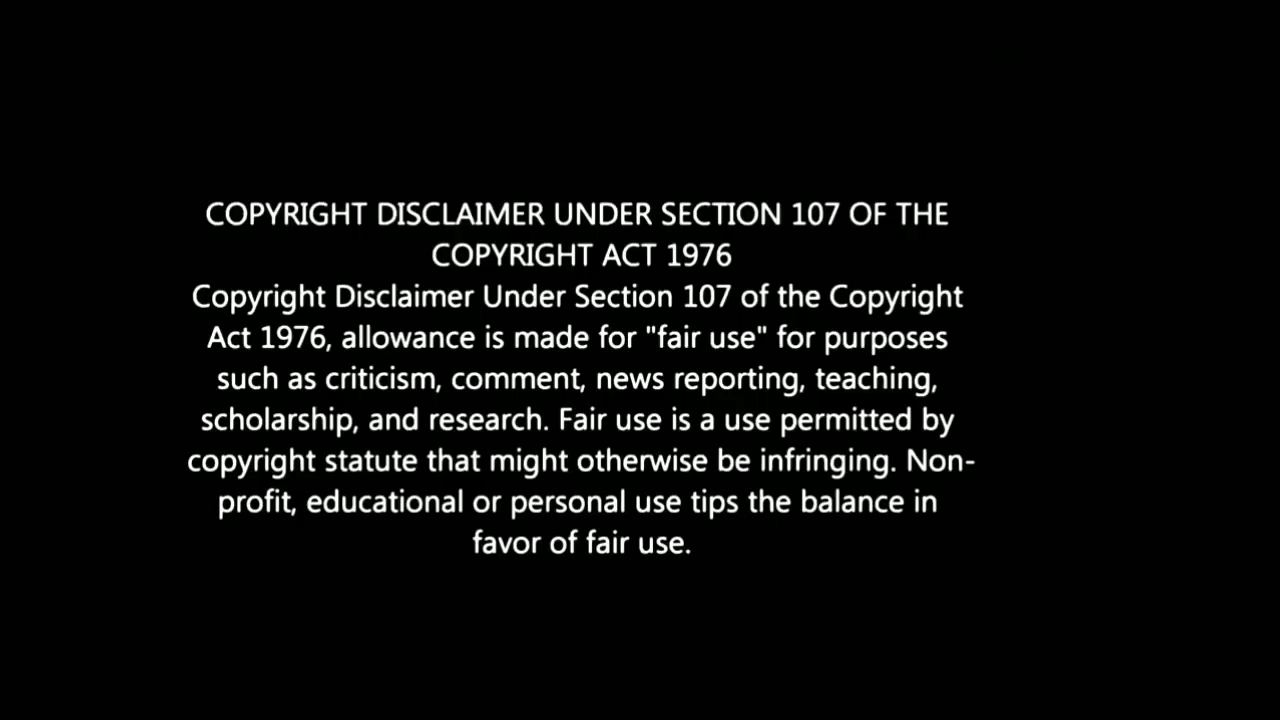 COPYRIGHT DISCLAIMER UNDER SECTION 107 OF THE
COPYRIGHT ACT 1976
Copyright Disclaimer Under Section 107 of the Copyright
Act 1976, allowance is made for "fair use" for purposes
such as criticism, comment, news reporting, teaching,
scholarship, and research. Fair use is a use permitted by
copyright statute that might otherwise be infringing. Non-
profit, educational or personal use tips the balance in
favor of fair use.